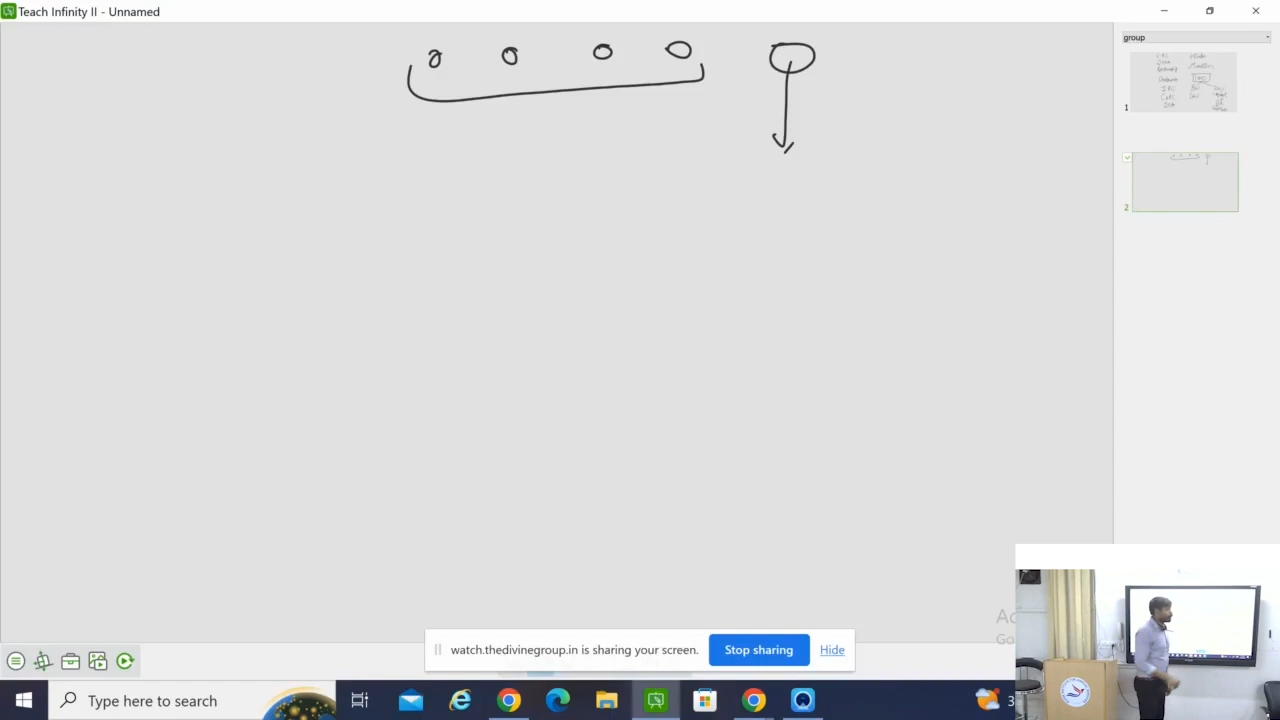 Teach Infinity II - Unnamed
group
1
2
watch.thedivinegroup.in is sharing your screen.
Stop sharing
Hide
Type here to search